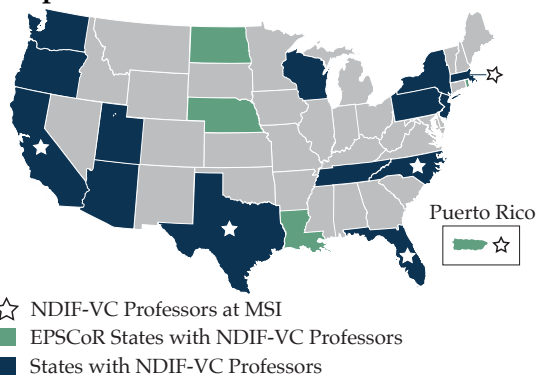 Puerto Rico
NDIF-VC Professors at MSI
EPSCoR States with NDIF-VC Professors
States with NDIF-VC Professors